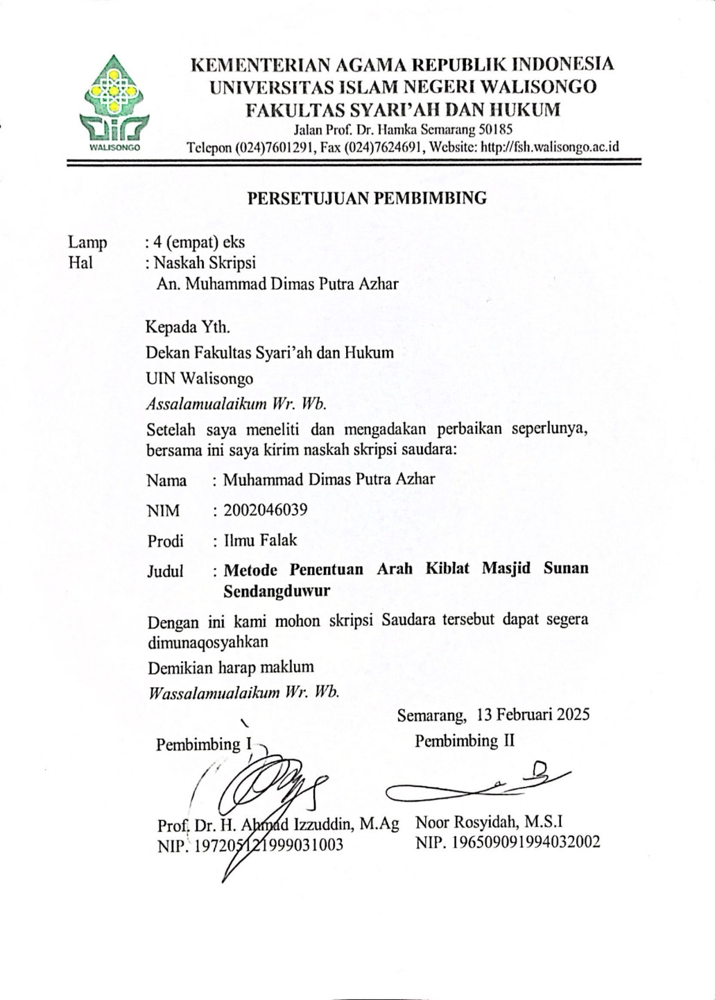 KEMENTERIAN AGAMA REPUBLIK INDONESIA
UNIVERSITAS ISLAM NEGERI WALISONGO
FAKULTAS SYARI'AH DAN HUKUM
Jalan Prof. Dr. Hamka Semarang 50185
Telepon (024)7601291, Fax (024)7624691, Website: http://fsh.walisongo.ac.id
WALISONGO
PERSETUJUAN PEMBIMBING
Lamp : 4 (empat) eks
Hal : Naskah Skripsi
An. Muhammad Dimas Putra Azhar
Kepada Yth.
Dekan Fakultas Syari'ah dan Hukum
UIN Walisongo
Assalamualaikum Wr. Wb.
Setelah saya meneliti dan mengadakan perbaikan seperlunya,
bersama ini saya kirim naskah skripsi saudara:
Nama : Muhammad Dimas Putra Azhar
NIM : 2002046039
Prodi : Ilmu Falak
Judul : Metode Penentuan Arah Kiblat Masjid Sunan
Sendangduwur
Dengan ini kami mohon skripsi Saudara tersebut dapat segera
dimunaqosyahkan
Demikian harap maklum
Wassalamualaikum Wr. Wb.
Semarang, 13 Februari 2025
Pembimbing I Pembimbing II
Prof. Dr. H. Ahmad Izzuddin, M.Ag Noor Rosyidah, M.S.I
NIP. 197205121999031003 NIP. 196509091994032002